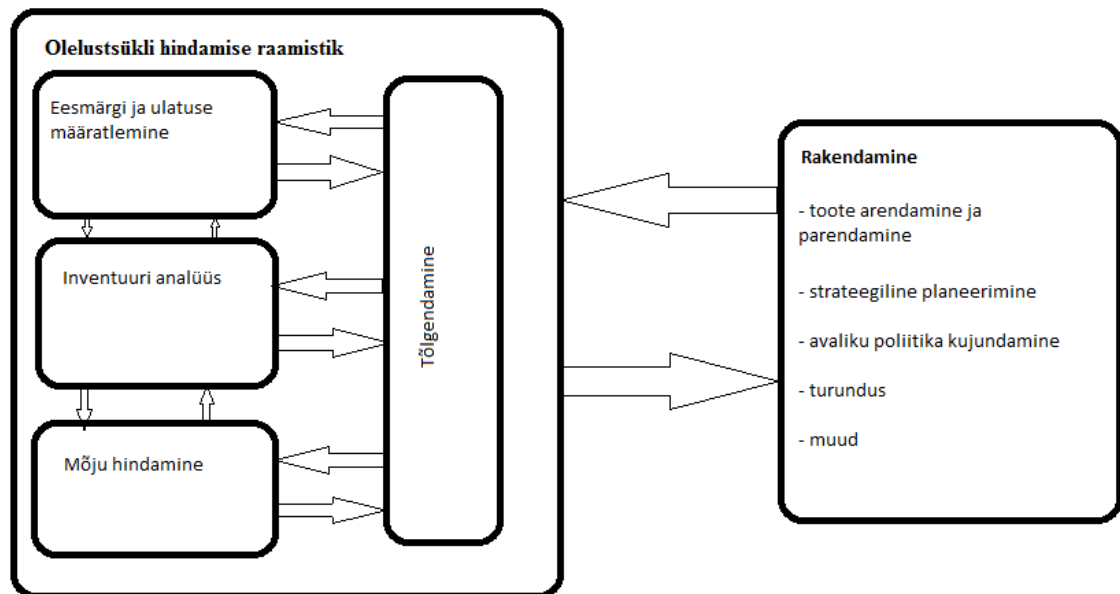 Olelustsükli hindamise raamistik
Eesmärgi ja ulatuse
määratlemine
Inventuuri analüüs
Mõju hindamine
Tõlgendamine
Rakendamine
- toote arendamine ja
parendamine
- strateegiline planeerimine
- avaliku poliitika kujundamine
- turundus
- muud